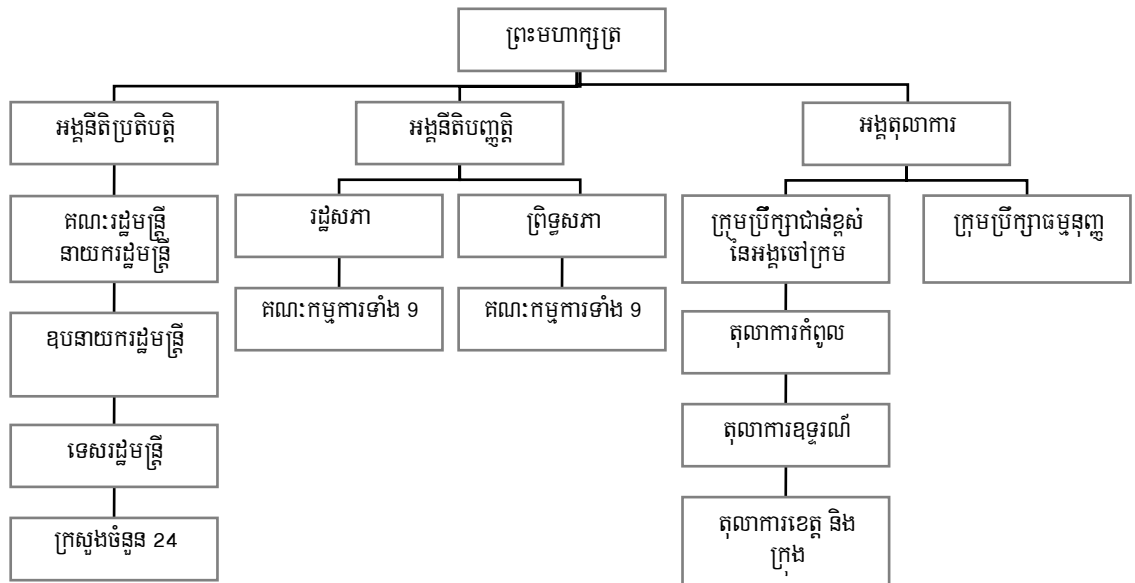 ព្រះមហាក្សត្រ
អង្គនីតិប្រតិបត្តិ
អង្គនីតិបញ្ញត្តិ
អង្គតុលាការ
គណៈរដ្ឋមន្ត្រី
នាយករដ្ឋមន្ត្រី
រដ្ឋសភា
ព្រិទ្ធសភា
ក្រុមប្រឹក្សាជាន់ខ្ពស់
នៃអង្គចៅក្រម
ក្រុមប្រឹក្សាធម្មនុញ្ញ
គណៈកម្មការទាំង 9
គណៈកម្មការទាំង 9
ឧបនាយករដ្ឋមន្ត្រី
តុលាការកំពូល
ទេសរដ្ឋមន្ត្រី
តុលាការឧទ្ធរណ៍
ក្រសួងចំនួន 24
តុលាការខេត្ត និង
ក្រុង